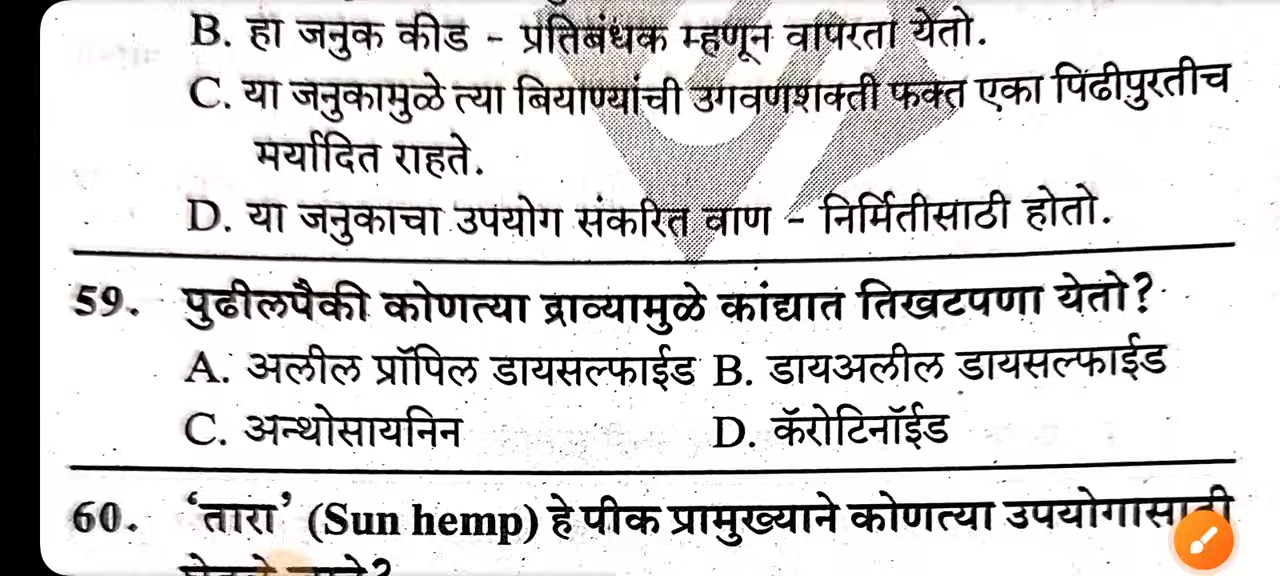 B. हा जनुक कीड - प्रतिबंधक म्हणून वापरता येतो.
C. या जनुकामुळे त्या बियाण्यांची उगवणशक्ती फक्त एका पिढीपुरतीच
मर्यादित राहते.
D. या जनुकाचा उपयोग संकरित वाण - निर्मितीसाठी होतो.
59. पुढीलपैकी कोणत्या द्राव्यामुळे कांद्यात तिखटपणा येतो?
A. अलील प्रॉपिल डायसल्फाईड B. डायअलील डायसल्फाईड
C. अन्थोसायनिन D. कॅरोटिनॉईड
60. 'तारा' (Sun hemp) हे पीक प्रामुख्याने कोणत्या उपयोगासाठी